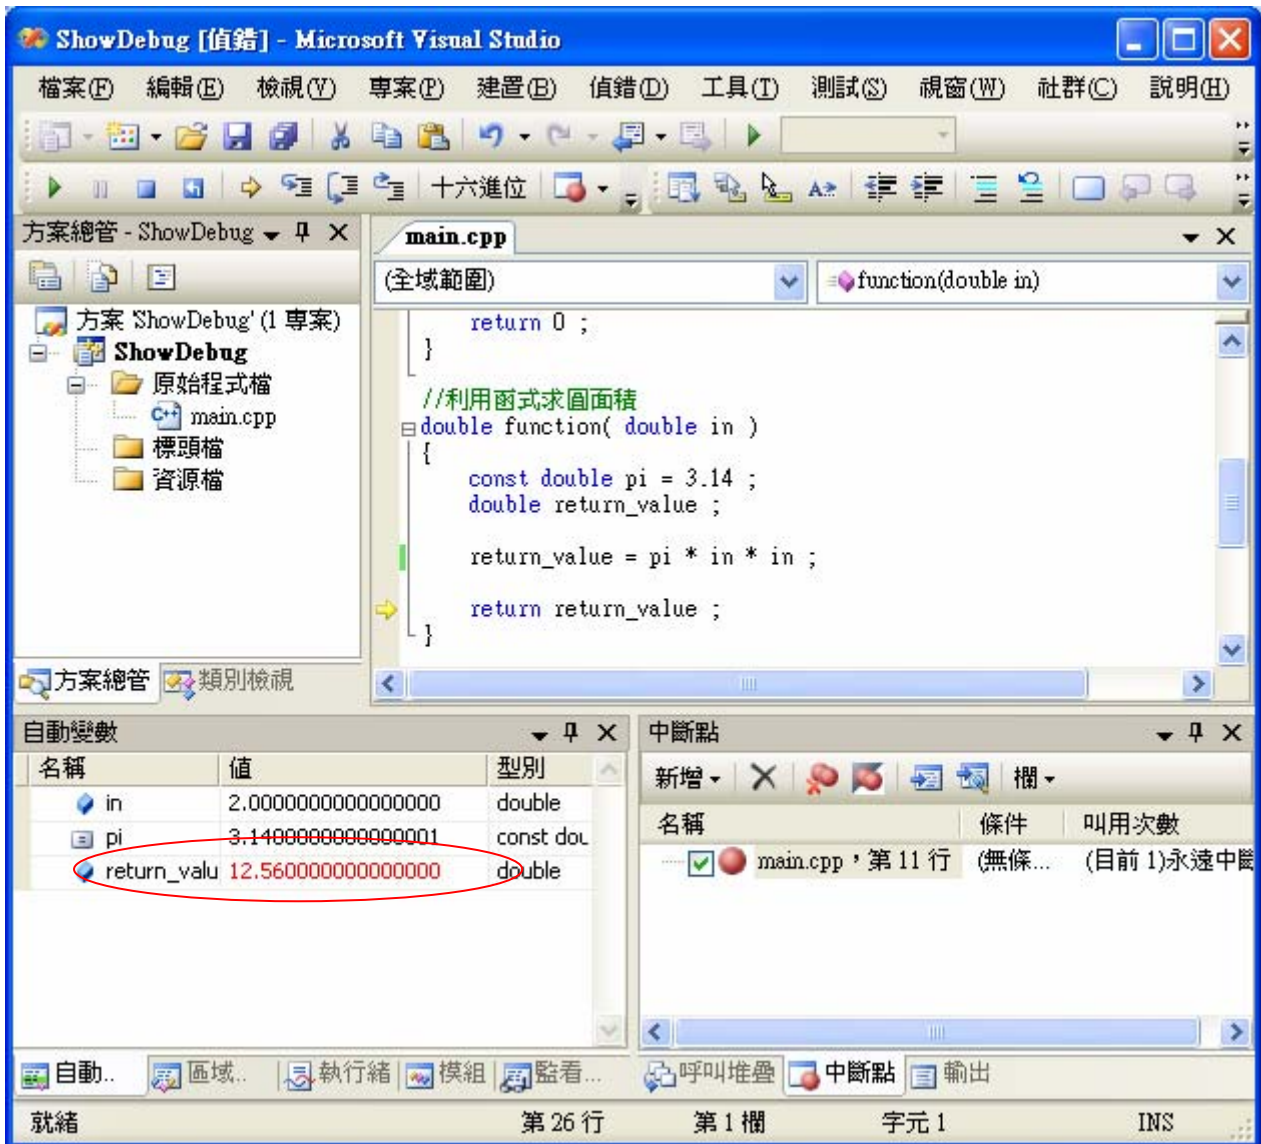 ShowDebug [偵錯] - Microsoft Visual Studio
檔案(F) 編輯(E) 檢視(V) 專案(P) 建置(B) 偵錯(D) 工具(T) 測試(S) 視窗(W) 社群(C) 說明(H)
十六進位
方案總管 - ShowDebug
main.cpp
(全域範圍) function(double in)
方案 'ShowDebug' (1 專案)
ShowDebug
原始程式檔
main.cpp
標頭檔
資源檔
return 0 ;
}
//利用函式求圓面積
double function( double in )
{
const double pi = 3.14 ;
double return_value ;
return_value = pi * in * in ;
return return_value ;
}
方案總管 類別檢視
自動變數
名稱 值 型別
in 2.0000000000000000 double
pi 3.1400000000000001 const dou
return_valu 12.560000000000000 double
中斷點
新增 欄
名稱 條件 叫用次數
main.cpp，第 11 行 (無條... (目前 1)永遠中斷
自動.. 區域.. 執行緒 模組 監看...
呼叫堆疊 中斷點 輸出
就緒 第 26 行 第 1 欄 字元 1 INS